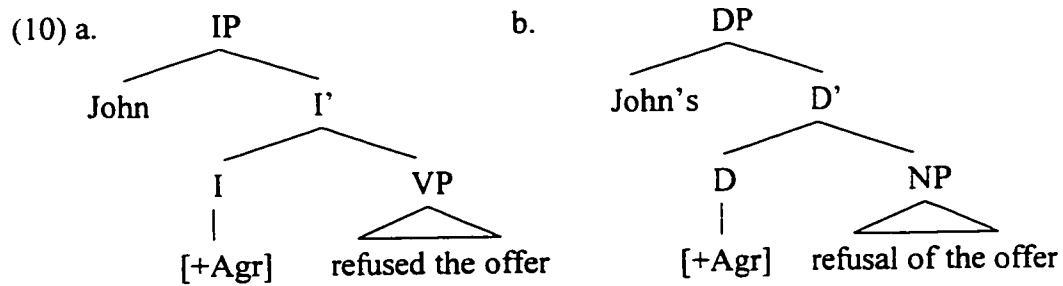 (10) a. IP b. DP
John I' John's D'
I VP D NP
[+Agr] refused the offer [+Agr] refusal of the offer